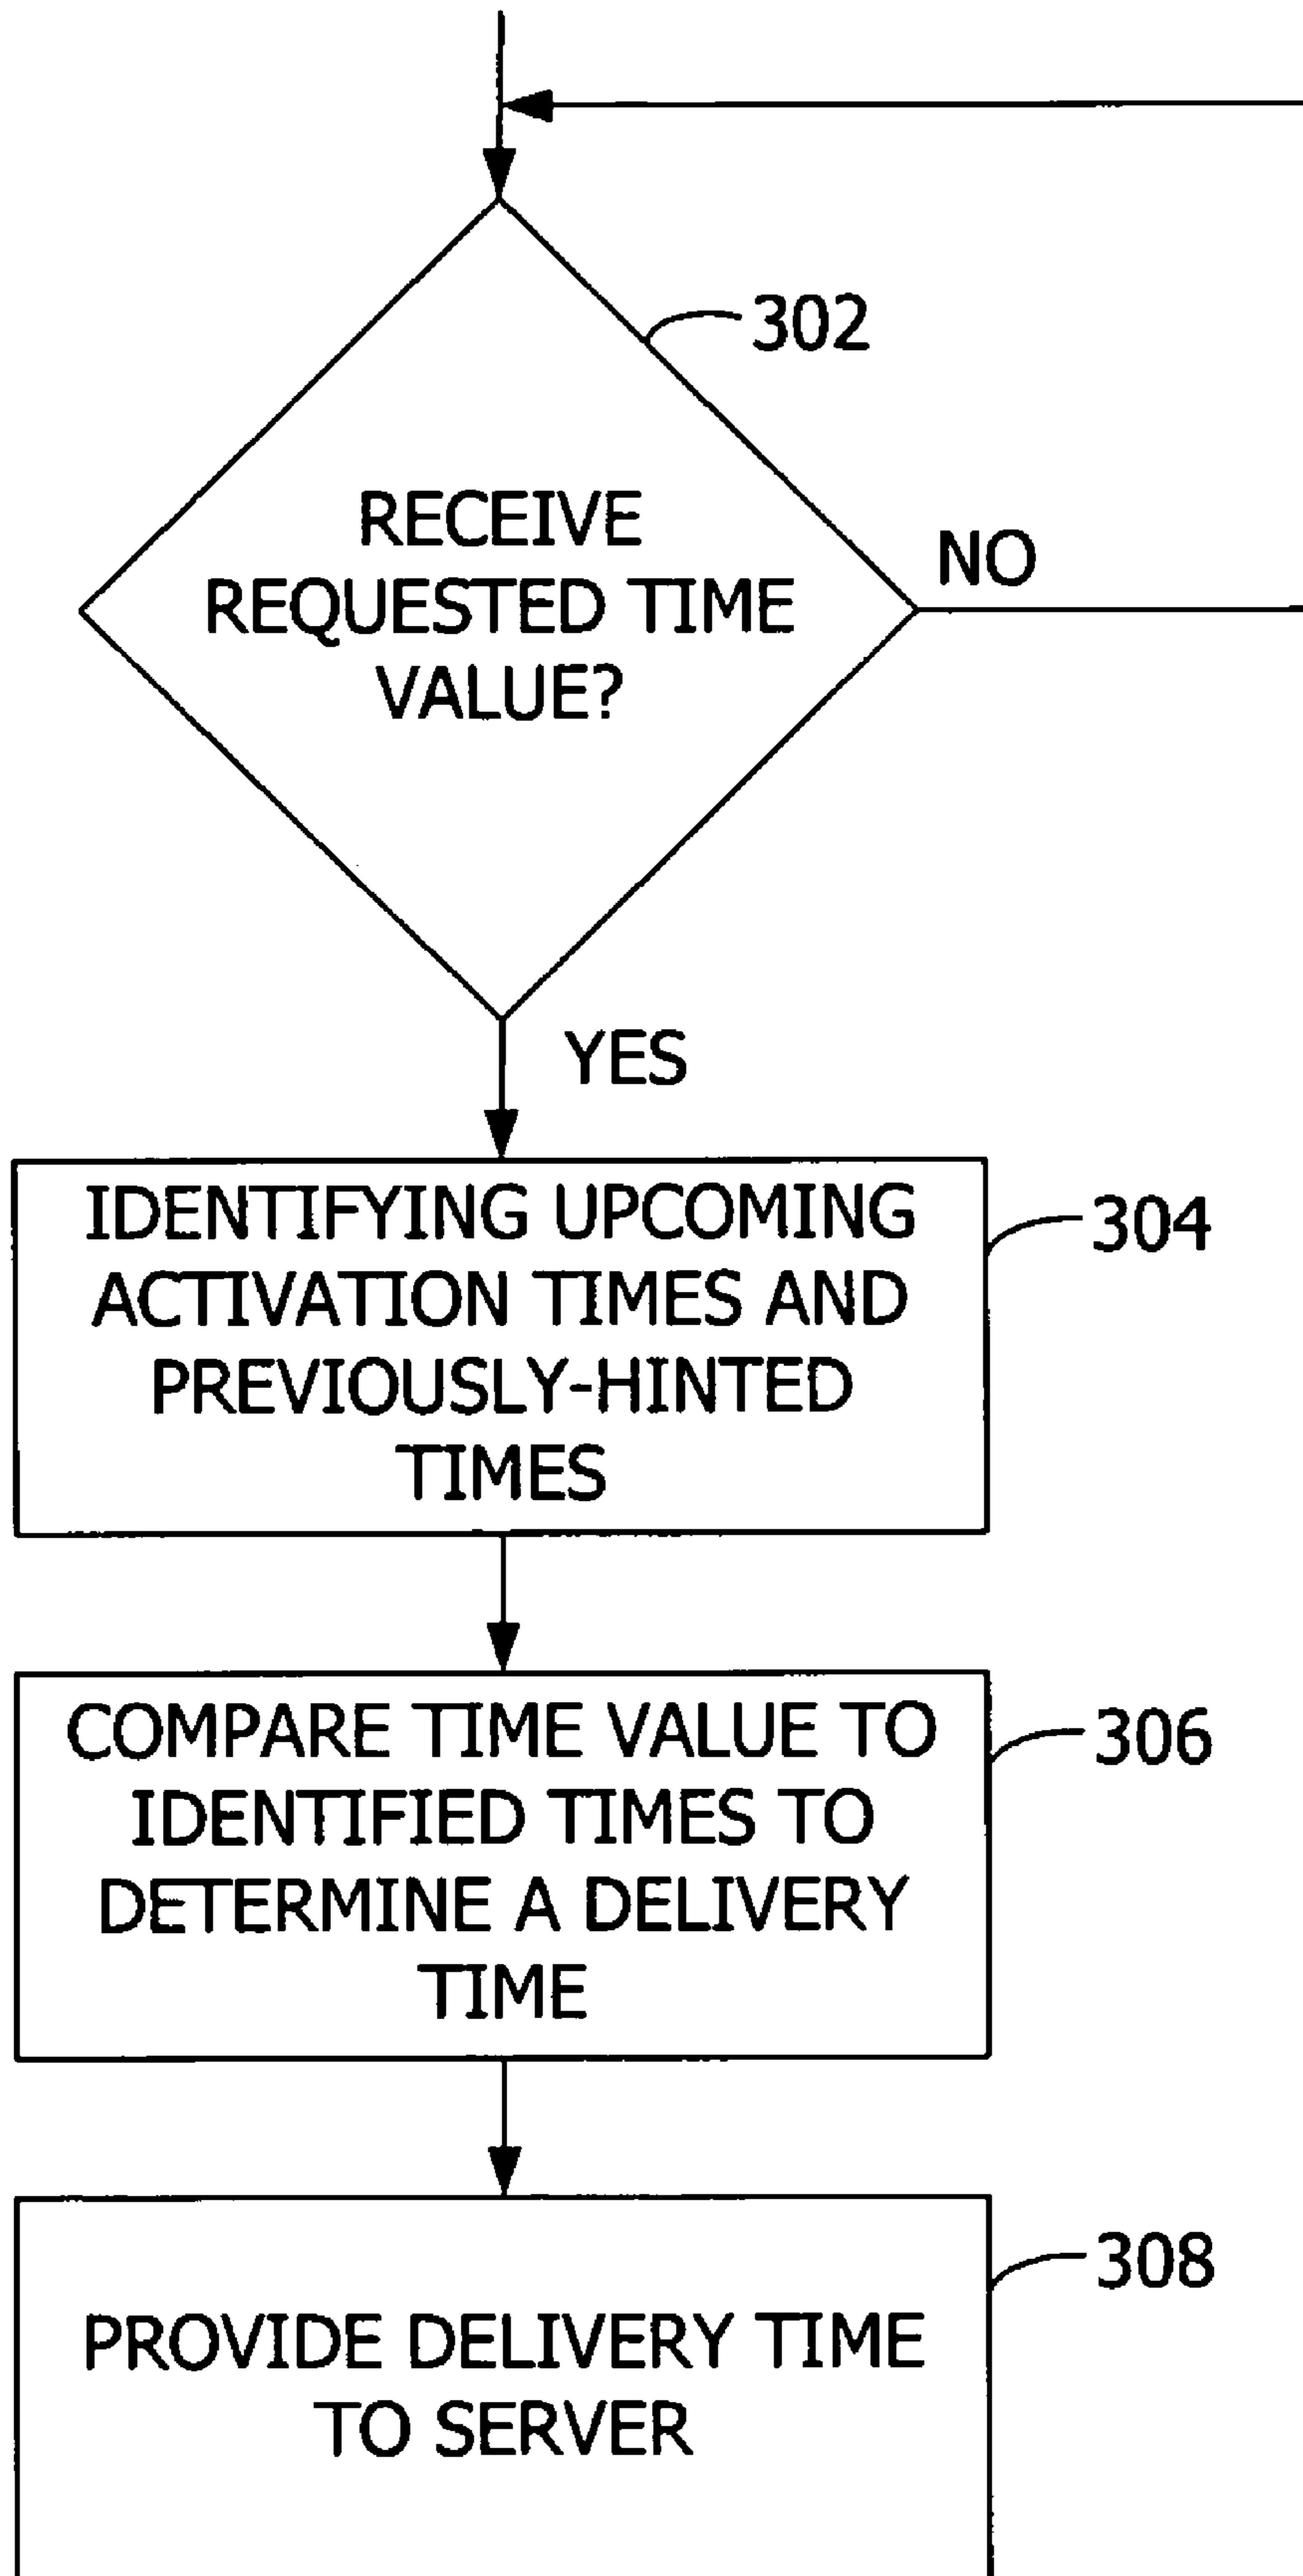 302
RECEIVE
REQUESTED TIME
VALUE?
NO
YES
IDENTIFYING UPCOMING
ACTIVATION TIMES AND
PREVIOUSLY-HINTED
TIMES
304
COMPARE TIME VALUE TO
IDENTIFIED TIMES TO
DETERMINE A DELIVERY
TIME
306
PROVIDE DELIVERY TIME
TO SERVER
308